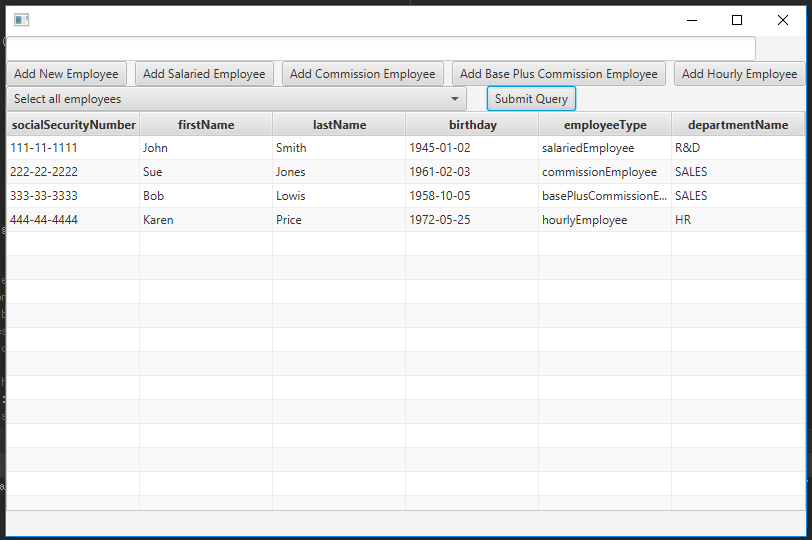 Add New Employee Add Salaried Employee Add Commission Employee Add Base Plus Commission Employee Add Hourly Employee
Select all employees Submit Query
socialSecurityNumber firstName lastName birthday employeeType departmentName
111-11-1111 John Smith 1945-01-02 salariedEmployee R&D
222-22-2222 Sue Jones 1961-02-03 commissionEmployee SALES
333-33-3333 Bob Lowis 1958-10-05 basePlusCommissionE... SALES
444-44-4444 Karen Price 1972-05-25 hourlyEmployee HR